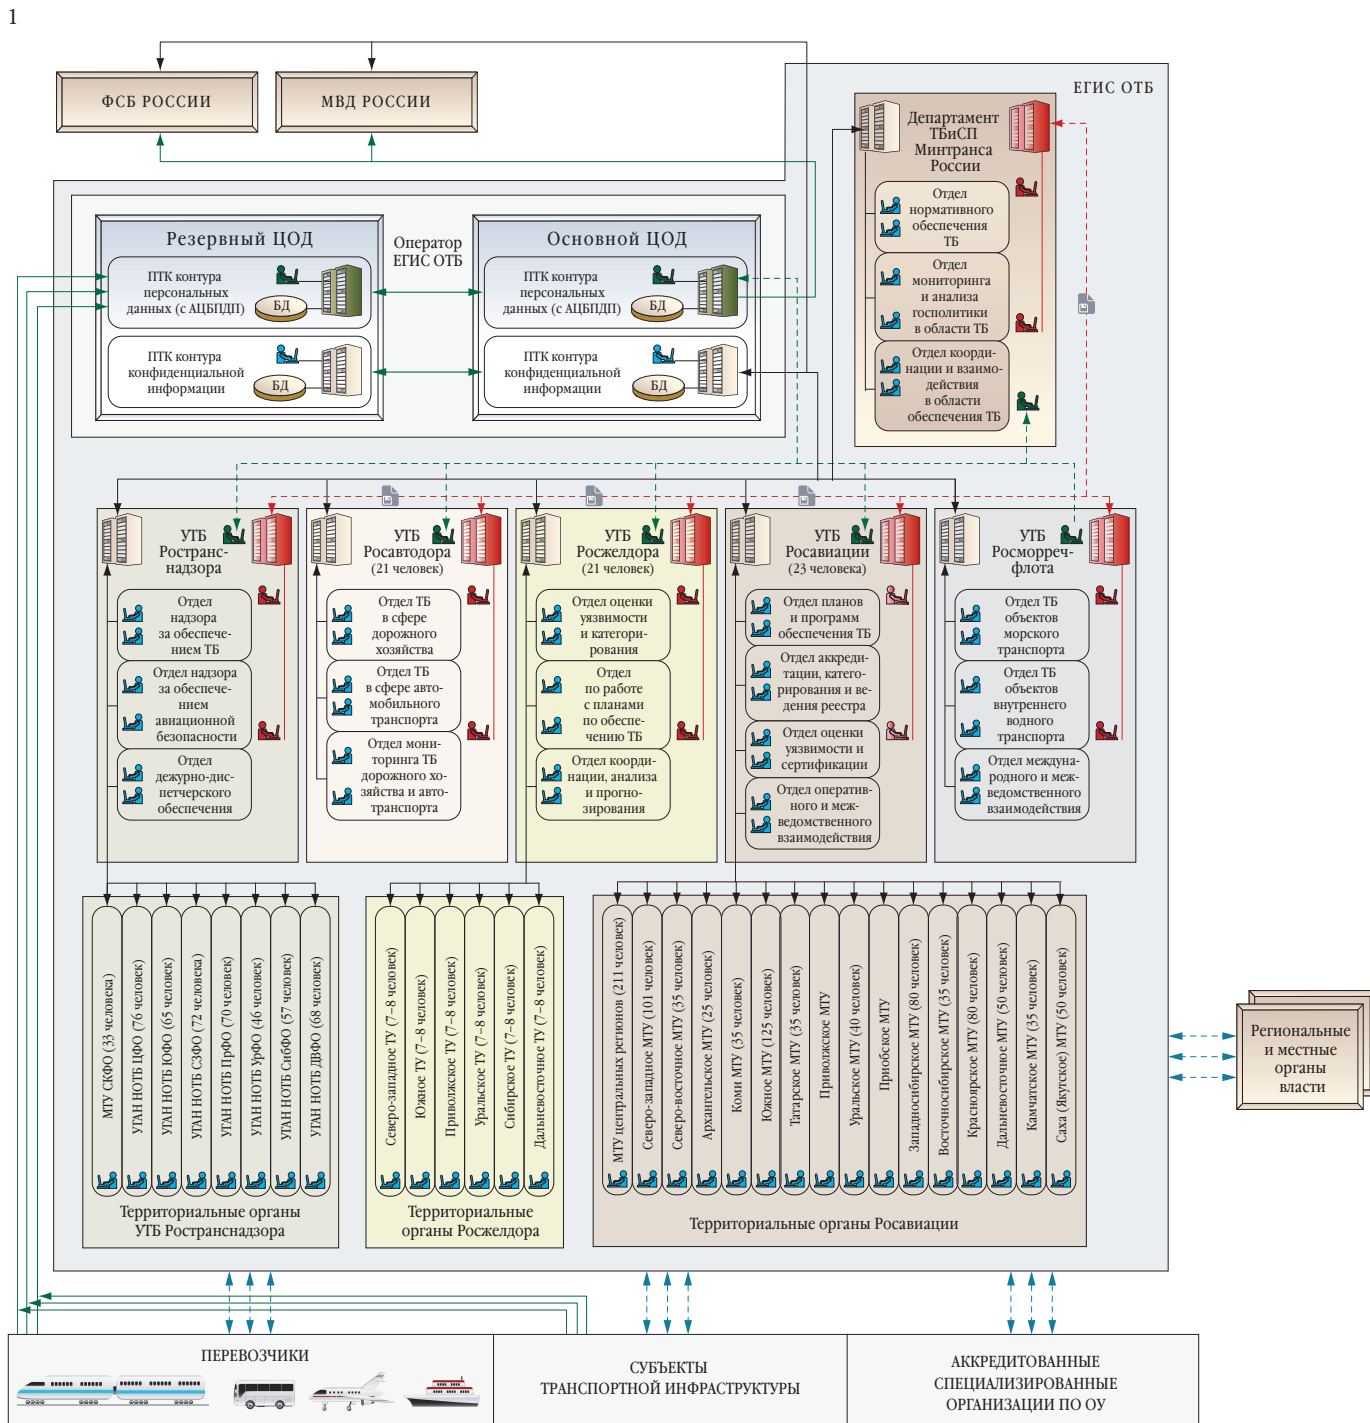 1
ФСБ РОССИИ
МВД РОССИИ
ЕГИС ОТБ
Департамент
ТБиСП
Минтранса
России
Отдел
нормативного
обеспечения
ТБ
Отдел
мониторинга
и анализа
госполитики
в области ТБ
Отдел коорди-
нации и взаимо-
действия
в области
обеспечения ТБ
Резервный ЦОД
ПТК контура
персональных
данных (с АЦБПДП)
БД
ПТК контура
конфиденциальной
информации
БД
Оператор
ЕГИС ОТБ
Основной ЦОД
ПТК контура
персональных
данных (с АЦБПДП)
БД
ПТК контура
конфиденциальной
информации
БД
УТБ
Ространс-
надзора
Отдел
надзора
за обеспече-
нием ТБ
Отдел надзора
за обеспече-
нием
авиационной
безопасности
Отдел
дежурно-дис-
петчерского
обеспечения
УТБ
Росавтодора
(21 человек)
Отдел ТБ
в сфере
дорожного
хозяйства
Отдел ТБ
в сфере авто-
мобильного
транспорта
Отдел мони-
торинга ТБ
дорожного хо-
зяйства и авто-
транспорта
УТБ
Росжелдора
(21 человек)
Отдел оценки
уязвимости
и категори-
рования
Отдел
по работе
с планами
по обеспе-
чению ТБ
Отдел коорди-
нации, анализа
и прогно-
зирования
УТБ
Росавиации
(23 человека)
Отдел планов
и программ
обеспечения ТБ
Отдел аккреди-
тации, катего-
рирования и ве-
дения реестра
Отдел оценки
уязвимости и
сертификации
Отдел оператив-
ного и меж-
ведомственного
взаимодействия
УТБ
Росморреч-
флота
Отдел ТБ
объектов
морского
транспорта
Отдел ТБ
объектов
внутреннего
водного
транспорта
Отдел междуна-
родного и меж-
ведомственного
взаимодействия
МТУ СКФО (33 человека)
УГАН НОТБ ЦФО (76 человек)
УГАН НОТБ ЮФО (65 человек)
УГАН НОТБ СЗФО (72 человека)
УГАН НОТБ ПрФО (70 человек)
УГАН НОТБ УрФО (46 человек)
УГАН НОТБ СибФО (57 человек)
УГАН НОТБ ДВФО (68 человек)
Территориальные органы
УТБ Ространснадзора
Северо-западное ТУ (7–8 человек)
Южное ТУ (7–8 человек)
Приволжское ТУ (7–8 человек)
Уральское ТУ (7–8 человек)
Сибирское ТУ (7–8 человек)
Дальневосточное ТУ (7–8 человек)
Территориальные
органы Росжелдора
МТУ центральных регионов (211 человек)
Северо-западное МТУ (101 человек)
Северо-восточное МТУ (35 человек)
Архангельское МТУ (25 человек)
Коми МТУ (35 человек)
Южное МТУ (125 человек)
Татарское МТУ (35 человек)
Приволжское МТУ
Уральское МТУ (40 человек)
Приобское МТУ
Западносибирское МТУ (80 человек)
Восточносибирское МТУ (35 человек)
Красноярское МТУ (80 человек)
Дальневосточное МТУ (50 человек)
Камчатское МТУ (35 человек)
Саха (Якутское) МТУ (50 человек)
Территориальные органы Росавиации
Региональные
и местные
органы
власти
ПЕРЕВОЗЧИКИ
СУБЪЕКТЫ
ТРАНСПОРТНОЙ ИНФРАСТРУКТУРЫ
АККРЕДИТОВАННЫЕ
СПЕЦИАЛИЗИРОВАННЫЕ
ОРГАНИЗАЦИИ ПО ОУ